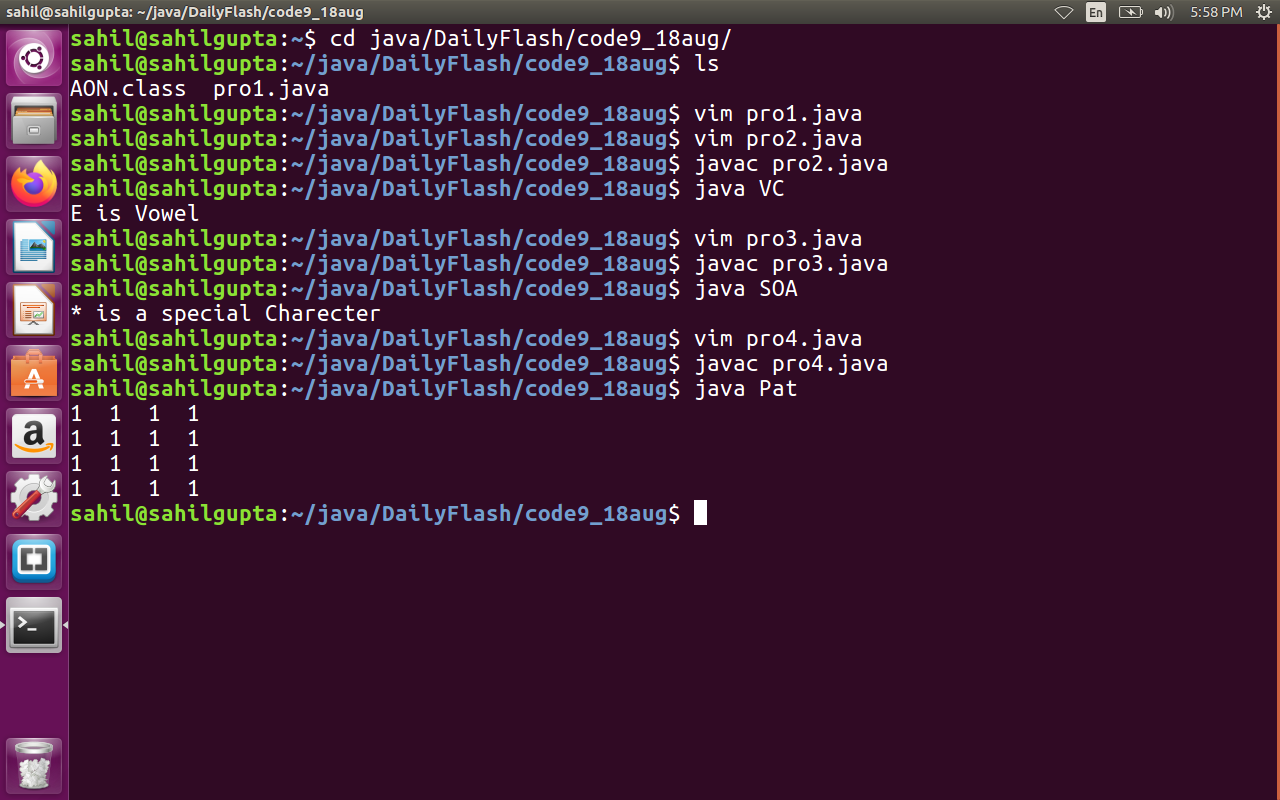 sahil@sahilgupta: ~/java/DailyFlash/code9_18aug
En
5:58 PM
sahil@sahilgupta:~$ cd java/DailyFlash/code9_18aug/
sahil@sahilgupta:~/java/DailyFlash/code9_18aug$ ls
AON.class  pro1.java
sahil@sahilgupta:~/java/DailyFlash/code9_18aug$ vim pro1.java
sahil@sahilgupta:~/java/DailyFlash/code9_18aug$ vim pro2.java
sahil@sahilgupta:~/java/DailyFlash/code9_18aug$ javac pro2.java
sahil@sahilgupta:~/java/DailyFlash/code9_18aug$ java VC
E is Vowel
sahil@sahilgupta:~/java/DailyFlash/code9_18aug$ vim pro3.java
sahil@sahilgupta:~/java/DailyFlash/code9_18aug$ javac pro3.java
sahil@sahilgupta:~/java/DailyFlash/code9_18aug$ java SOA
* is a special Charecter
sahil@sahilgupta:~/java/DailyFlash/code9_18aug$ vim pro4.java
sahil@sahilgupta:~/java/DailyFlash/code9_18aug$ javac pro4.java
sahil@sahilgupta:~/java/DailyFlash/code9_18aug$ java Pat
1  1  1  1
1  1  1  1
1  1  1  1
1  1  1  1
sahil@sahilgupta:~/java/DailyFlash/code9_18aug$